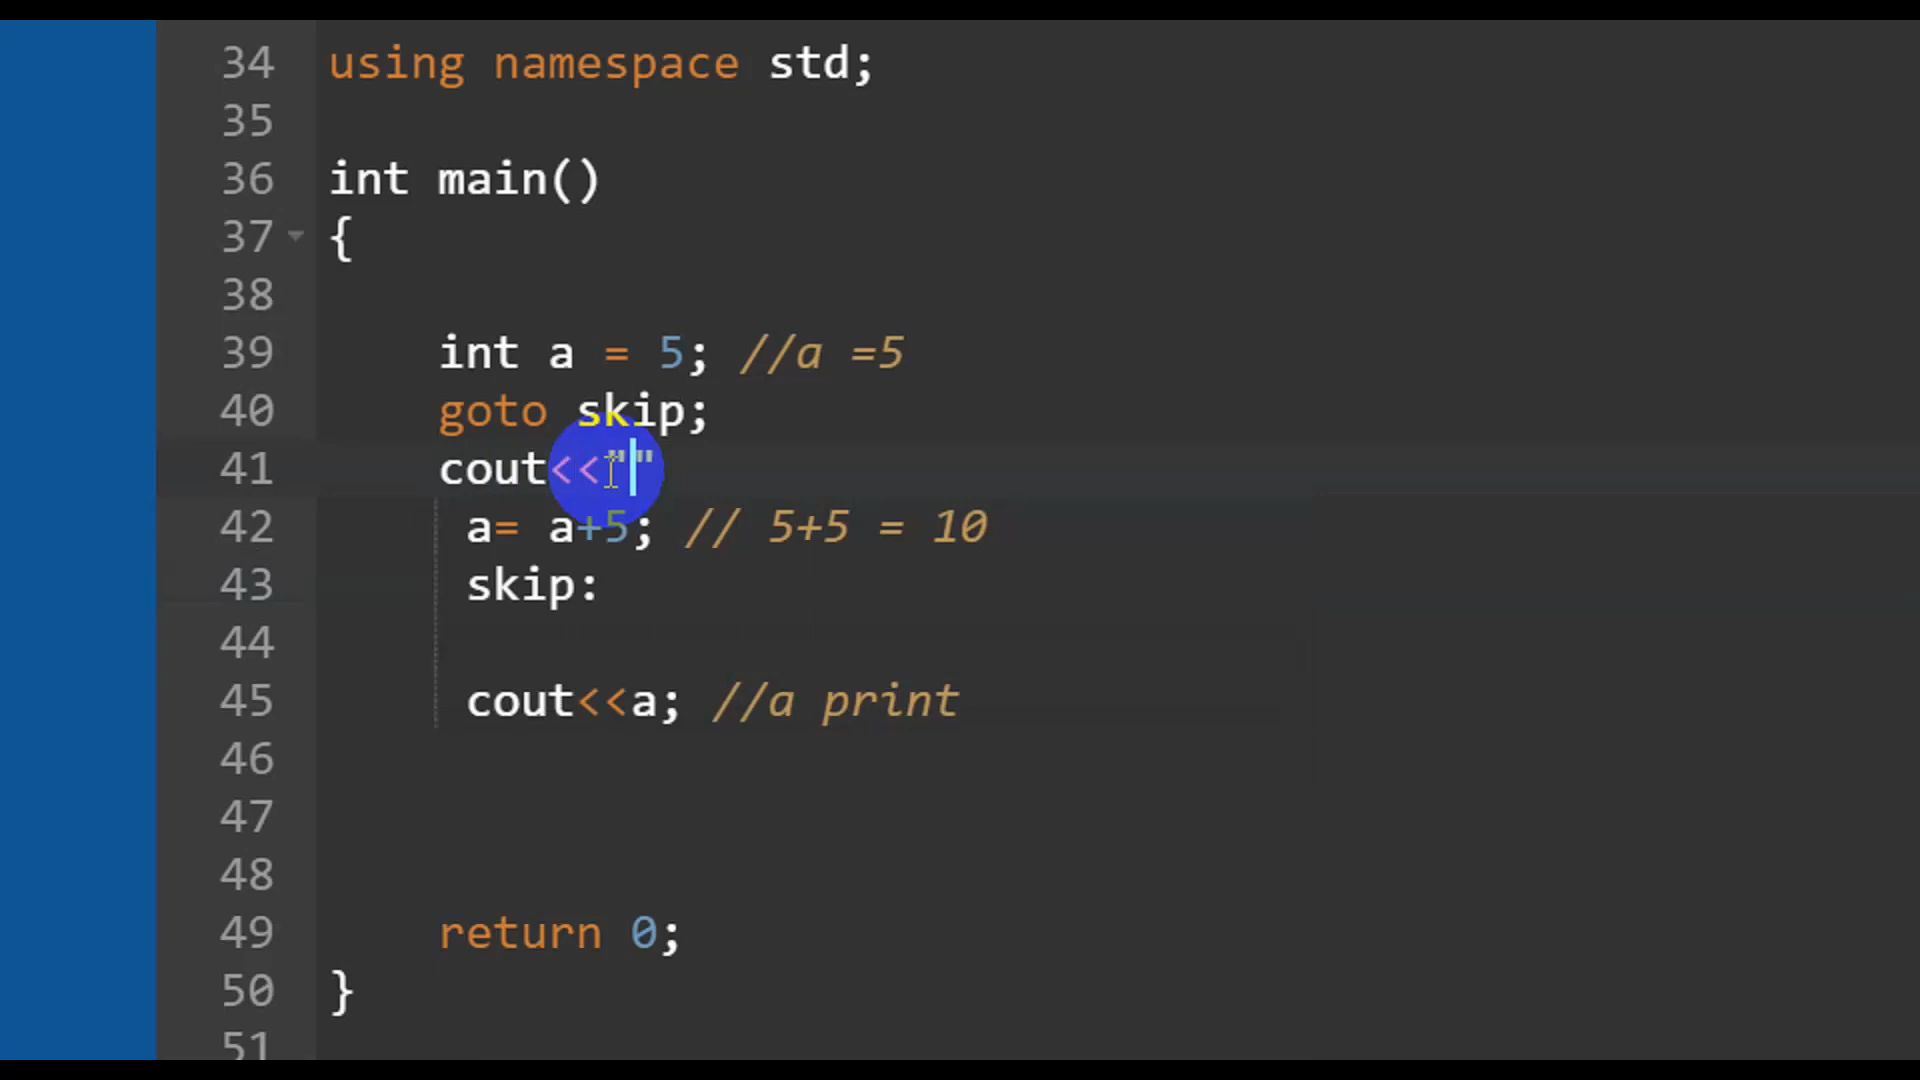 34 using namespace std;
35
36 int main()
37 {
38
39 int a = 5; //a =5
40 goto skip;
41 cout<<""
42 a= a+5; // 5+5 = 10
43 skip:
44
45 cout<<a; //a print
46
47
48
49 return 0;
50 }
51